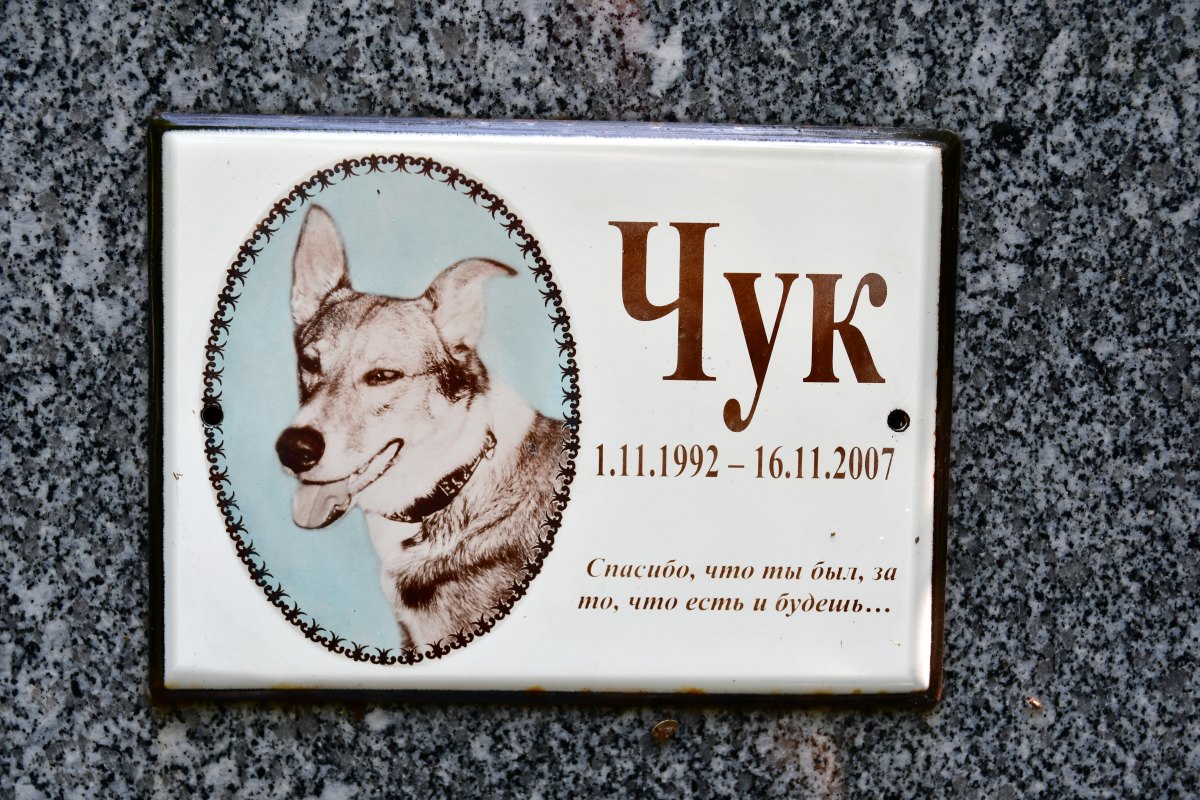 Чук
1.11.1992 – 16.11.2007
Спасибо, что ты был, за
то, что есть и будешь...